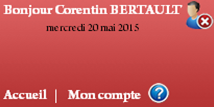 Bonjour Corentin BERTAULT
mercredi 20 mai 2015
Accueil | Mon compte ?